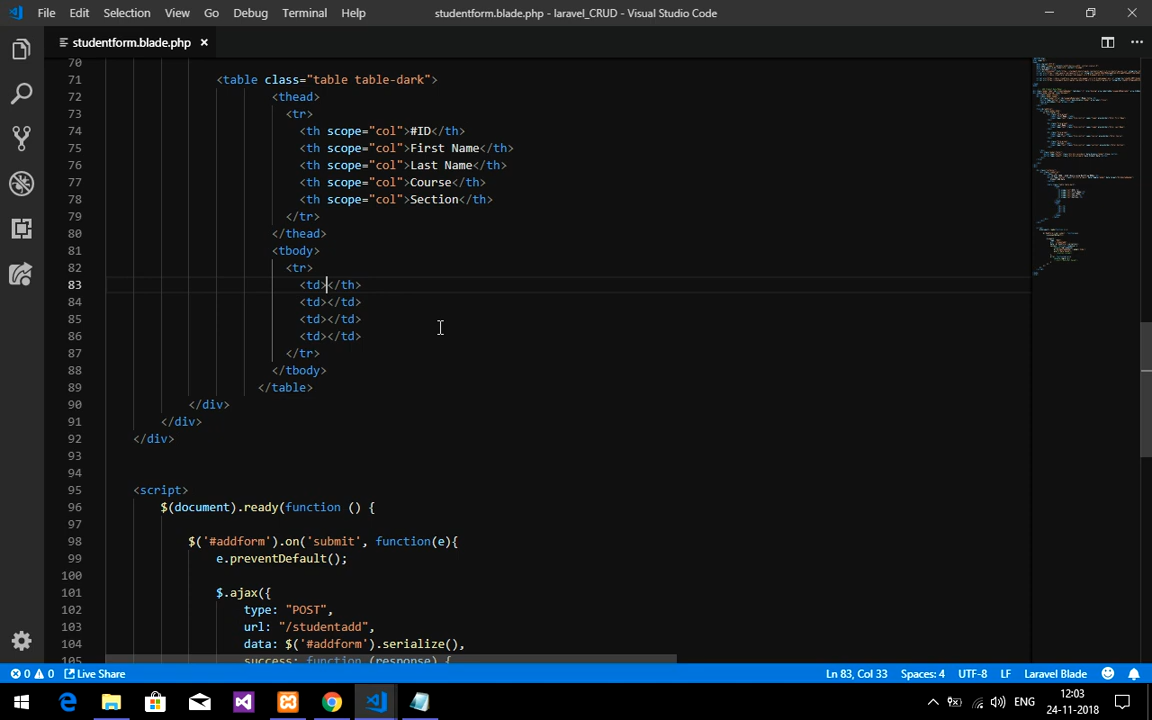 File Edit Selection View Go Debug Terminal Help studentform.blade.php - laravel_CRUD - Visual Studio Code
studentform.blade.php
70
71 <table class="table table-dark">
72 <thead>
73 <tr>
74 <th scope="col">#ID</th>
75 <th scope="col">First Name</th>
76 <th scope="col">Last Name</th>
77 <th scope="col">Course</th>
78 <th scope="col">Section</th>
79 </tr>
80 </thead>
81 <tbody>
82 <tr>
83 <td></th>
84 <td></td>
85 <td></td>
86 <td></td>
87 </tr>
88 </tbody>
89 </table>
90 </div>
91 </div>
92 </div>
93
94
95 <script>
96 $(document).ready(function () {
97
98 $('#addform').on('submit', function(e){
99 e.preventDefault();
100
101 $.ajax({
102 type: "POST",
103 url: "/studentadd",
104 data: $('#addform').serialize(),
105 success: function (response) {
0 0 Live Share Ln 83, Col 33 Spaces: 4 UTF-8 LF Laravel Blade
ENG 12:03
24-11-2018